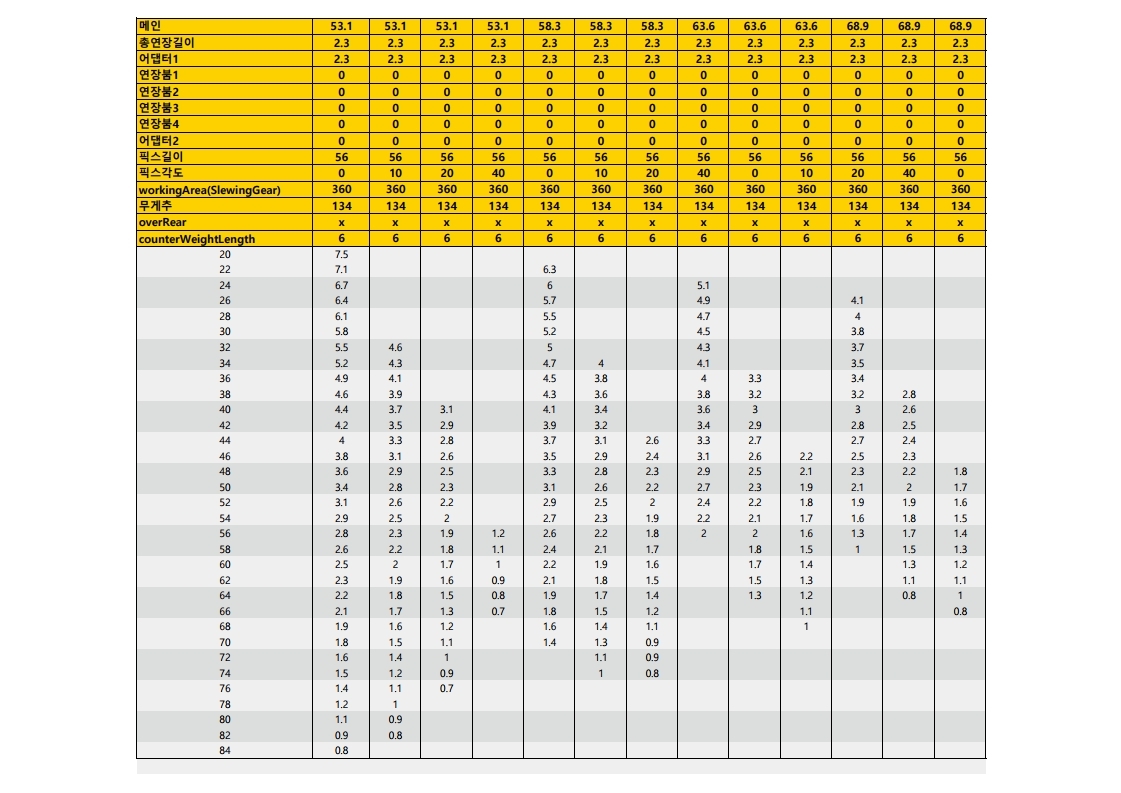 메인 53.1 53.1 53.1 53.1 58.3 58.3 58.3 63.6 63.6 63.6 68.9 68.9 68.9
총연장길이 2.3 2.3 2.3 2.3 2.3 2.3 2.3 2.3 2.3 2.3 2.3 2.3 2.3
어댑터1 2.3 2.3 2.3 2.3 2.3 2.3 2.3 2.3 2.3 2.3 2.3 2.3 2.3
연장붐1 0 0 0 0 0 0 0 0 0 0 0 0 0
연장붐2 0 0 0 0 0 0 0 0 0 0 0 0 0
연장붐3 0 0 0 0 0 0 0 0 0 0 0 0 0
연장붐4 0 0 0 0 0 0 0 0 0 0 0 0 0
어댑터2 0 0 0 0 0 0 0 0 0 0 0 0 0
픽스길이 56 56 56 56 56 56 56 56 56 56 56 56 56
픽스각도 0 10 20 40 0 10 20 40 0 10 20 40 0
workingArea(SlewingGear) 360 360 360 360 360 360 360 360 360 360 360 360 360
무게추 134 134 134 134 134 134 134 134 134 134 134 134 134
overRear x x x x x x x x x x x x x
counterWeightLength 6 6 6 6 6 6 6 6 6 6 6 6 6
20 7.5
22 7.1 6.3
24 6.7 6 5.1
26 6.4 5.7 4.9 4.1
28 6.1 5.5 4.7 4
30 5.8 5.2 4.5 3.8
32 5.5 4.6 5 4.3 3.7
34 5.2 4.3 4.7 4 4.1 3.5
36 4.9 4.1 4.5 3.8 4 3.3 3.4
38 4.6 3.9 4.3 3.6 3.8 3.2 3.2 2.8
40 4.4 3.7 3.1 4.1 3.4 3.6 3 3 2.6
42 4.2 3.5 2.9 3.9 3.2 3.4 2.9 2.8 2.5
44 4 3.3 2.8 3.7 3.1 2.6 3.3 2.7 2.7 2.4
46 3.8 3.1 2.6 3.5 2.9 2.4 3.1 2.6 2.2 2.5 2.3
48 3.6 2.9 2.5 3.3 2.8 2.3 2.9 2.5 2.1 2.3 2.2 1.8
50 3.4 2.8 2.3 3.1 2.6 2.2 2.7 2.3 1.9 2.1 2 1.7
52 3.1 2.6 2.2 2.9 2.5 2 2.4 2.2 1.8 1.9 1.9 1.6
54 2.9 2.5 2 2.7 2.3 1.9 2.2 2.1 1.7 1.6 1.8 1.5
56 2.8 2.3 1.9 1.2 2.6 2.2 1.8 2 2 1.6 1.3 1.7 1.4
58 2.6 2.2 1.8 1.1 2.4 2.1 1.7 1.8 1.5 1 1.5 1.3
60 2.5 2 1.7 1 2.2 1.9 1.6 1.7 1.4 1.3 1.2
62 2.3 1.9 1.6 0.9 2.1 1.8 1.5 1.5 1.3 1.1 1.1
64 2.2 1.8 1.5 0.8 1.9 1.7 1.4 1.3 1.2 0.8 1
66 2.1 1.7 1.3 0.7 1.8 1.5 1.2 1.1 0.8
68 1.9 1.6 1.2 1.6 1.4 1.1 1
70 1.8 1.5 1.1 1.4 1.3 0.9
72 1.6 1.4 1 1.1 0.9
74 1.5 1.2 0.9 1 0.8
76 1.4 1.1 0.7
78 1.2 1
80 1.1 0.9
82 0.9 0.8
84 0.8